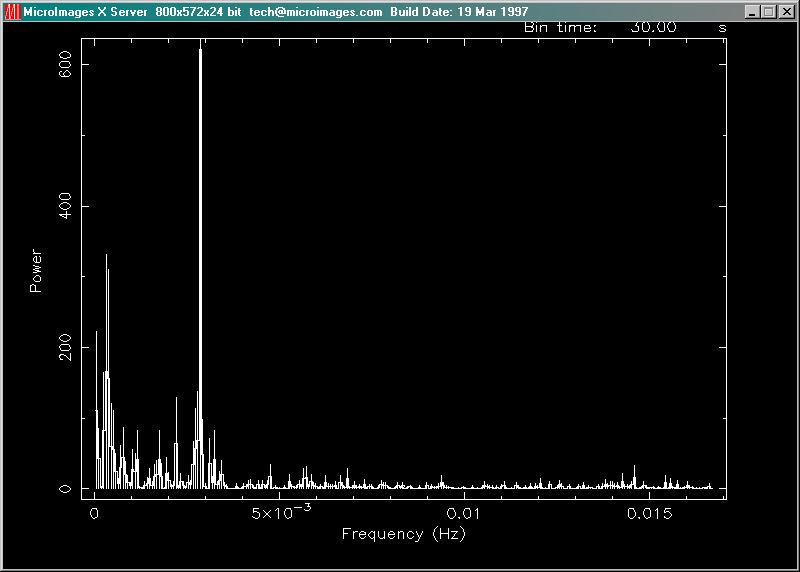 MicroImages X Server 800x572x24 bit tech@microimages.com Build Date: 19 Mar 1997
Bin time: 30.00 s
600
400
200
0
Power
0 5×10⁻³ 0.01 0.015
Frequency (Hz)